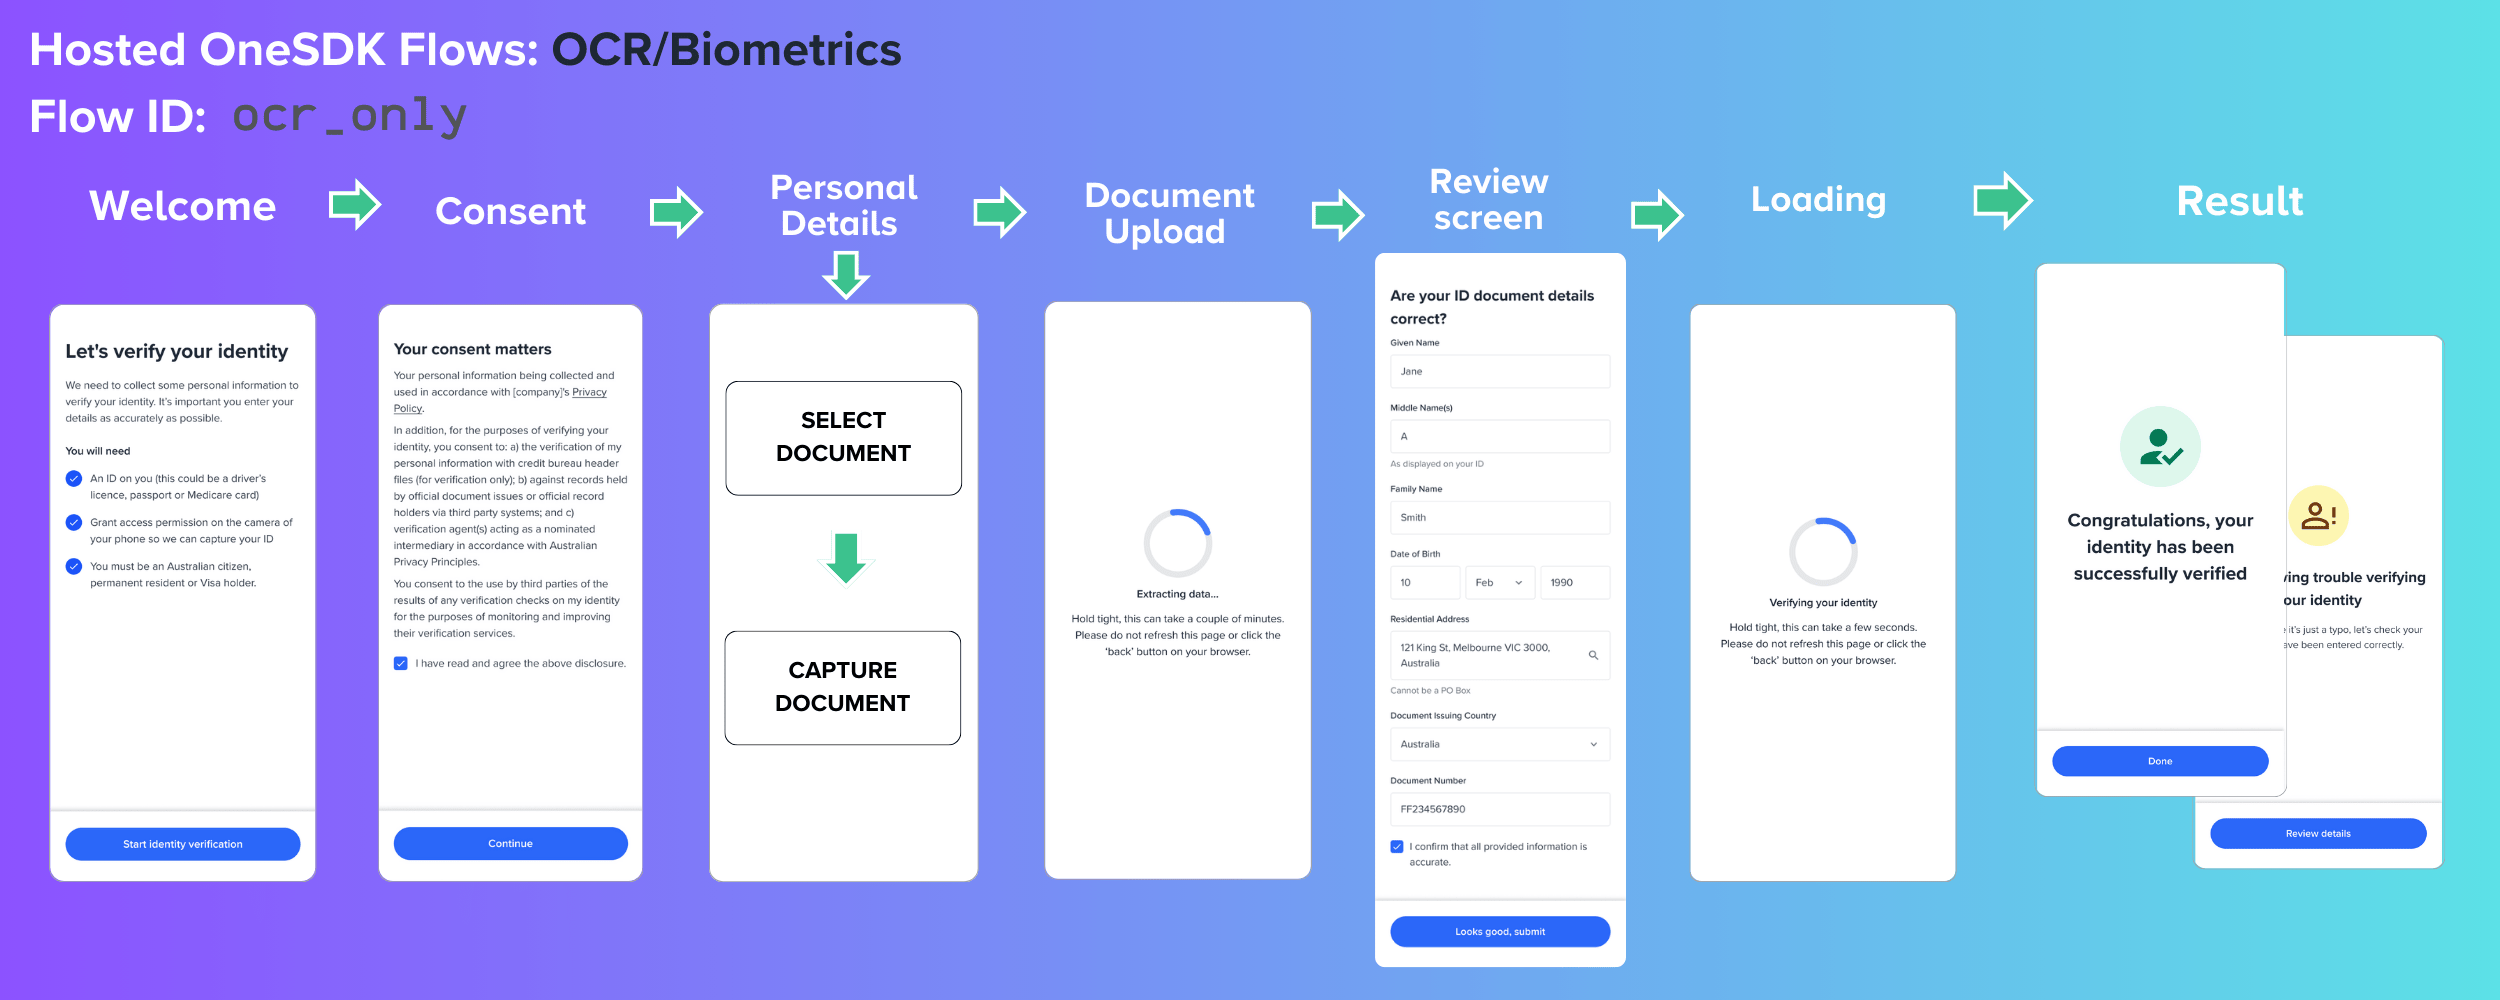 Hosted OneSDK Flows: OCR/Biometrics
Flow ID: ocr_only
Welcome
Consent
Personal
Details
Document
Upload
Review
screen
Loading
Result
Let's verify your identity
We need to collect some personal information to
verify your identity. It's important you enter your
details as accurately as possible.
You will need
An ID on you (this could be a driver's
licence, passport or Medicare card)
Grant access permission on the camera of
your phone so we can capture your ID
You must be an Australian citizen,
permanent resident or Visa holder.
Start identity verification
Your consent matters
Your personal information being collected and
used in accordance with [company]'s Privacy
Policy.
In addition, for the purposes of verifying your
identity, you consent to: a) the verification of my
personal information with credit bureau header
files (for verification only); b) against records held
by official document issues or official record
holders via third party systems; and c)
verification agent(s) acting as a nominated
intermediary in accordance with Australian
Privacy Principles.
You consent to the use by third parties of the
results of any verification checks on my identity
for the purposes of monitoring and improving
their verification services.
I have read and agree the above disclosure.
Continue
SELECT
DOCUMENT
CAPTURE
DOCUMENT
Extracting data...
Hold tight, this can take a couple of minutes.
Please do not refresh this page or click the
'back' button on your browser.
Are your ID document details
correct?
Given Name
Jane
Middle Name(s)
A
As displayed on your ID
Family Name
Smith
Date of Birth
10 Feb 1990
Residential Address
121 King St, Melbourne VIC 3000,
Australia
Cannot be a PO Box
Document Issuing Country
Australia
Document Number
FF234567890
I confirm that all provided information is
accurate.
Looks good, submit
Verifying your identity
Hold tight, this can take a few seconds.
Please do not refresh this page or click the
'back' button on your browser.
Congratulations, your
identity has been
successfully verified
Done
ving trouble verifying
our identity
it's just a typo, let's check your
ave been entered correctly.
Review details